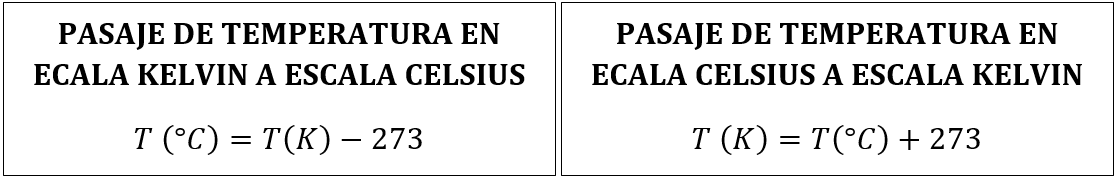 PASAJE DE TEMPERATURA EN
ECALA KELVIN A ESCALA CELSIUS
T (°C) = T(K) − 273
PASAJE DE TEMPERATURA EN
ECALA CELSIUS A ESCALA KELVIN
T (K) = T(°C) + 273